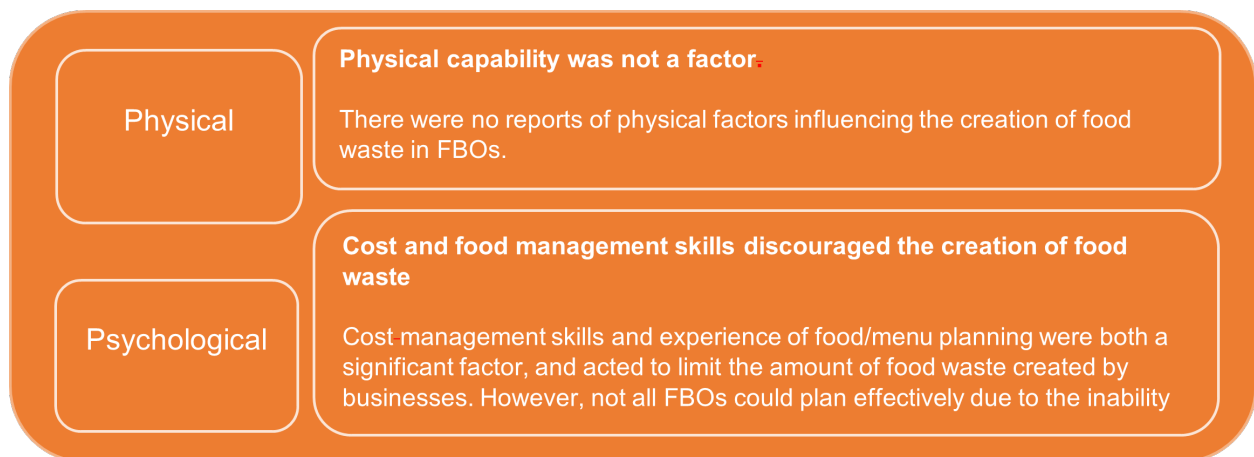 Physical
Physical capability was not a factor.
There were no reports of physical factors influencing the creation of food
waste in FBOs.
Psychological
Cost and food management skills discouraged the creation of food
waste
Cost-management skills and experience of food/menu planning were both a
significant factor, and acted to limit the amount of food waste created by
businesses. However, not all FBOs could plan effectively due to the inability